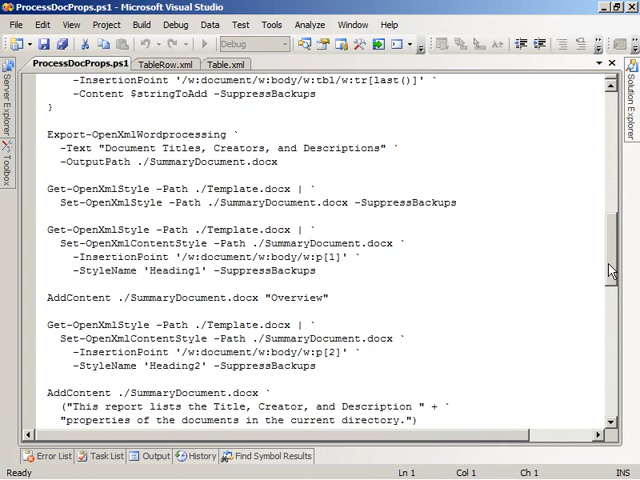 ProcessDocProps.ps1 - Microsoft Visual Studio
File Edit View Project Build Debug Data Tools Test Analyze Window Help
Debug
ProcessDocProps.ps1 TableRow.xml Table.xml
Server Explorer
Toolbox
Solution Explorer
-InsertionPoint '/w:document/w:body/w:tbl/w:tr[last()]' `
-Content $stringToAdd -SuppressBackups
}
Export-OpenXmlWordprocessing `
-Text "Document Titles, Creators, and Descriptions" `
-OutputPath ./SummaryDocument.docx
Get-OpenXmlStyle -Path ./Template.docx | `
Set-OpenXmlStyle -Path ./SummaryDocument.docx -SuppressBackups
Get-OpenXmlStyle -Path ./Template.docx | `
Set-OpenXmlContentStyle -Path ./SummaryDocument.docx `
-InsertionPoint '/w:document/w:body/w:p[1]' `
-StyleName 'Heading1' -SuppressBackups
AddContent ./SummaryDocument.docx "Overview"
Get-OpenXmlStyle -Path ./Template.docx | `
Set-OpenXmlContentStyle -Path ./SummaryDocument.docx `
-InsertionPoint '/w:document/w:body/w:p[2]' `
-StyleName 'Heading2' -SuppressBackups
AddContent ./SummaryDocument.docx `
("This report lists the Title, Creator, and Description " + `
"properties of the documents in the current directory.")
Error List Task List Output History Find Symbol Results
Ready Ln 1 Col 1 Ch 1 INS